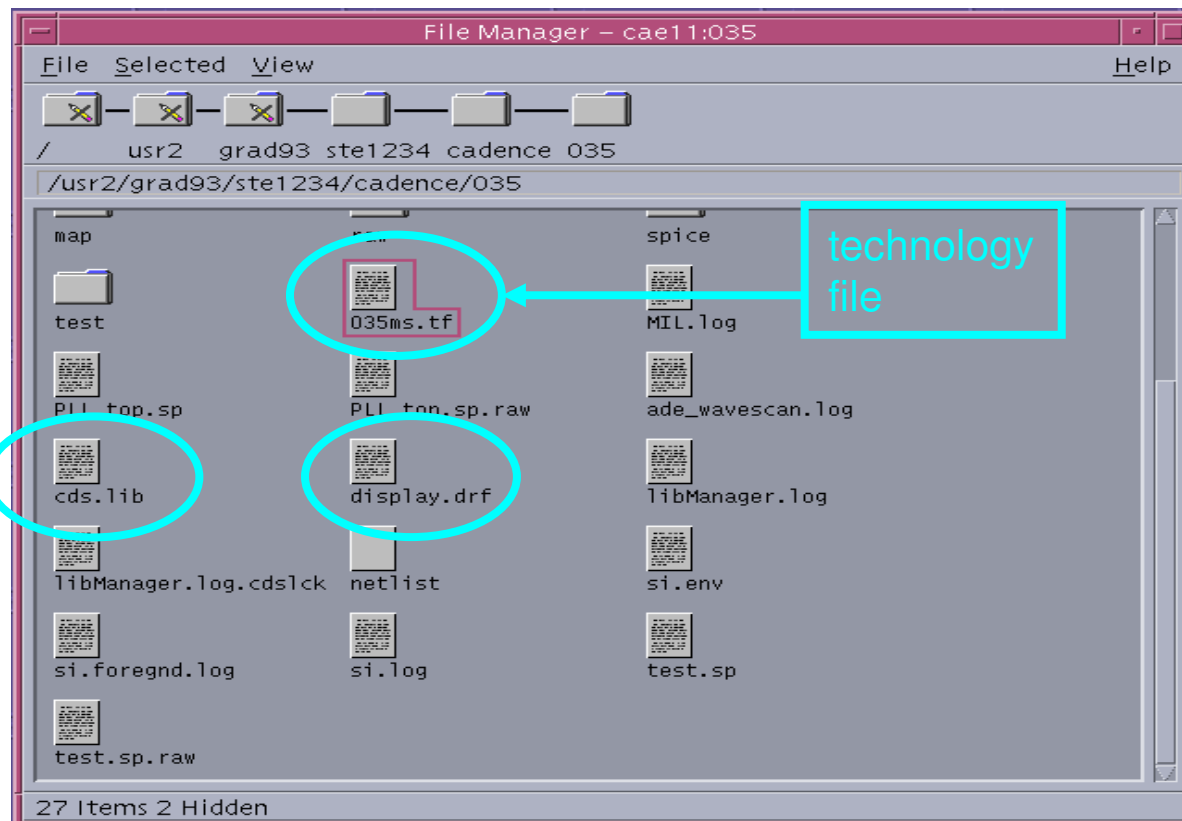 File Manager – cae11:035
File Selected View Help
/ usr2 grad93 ste1234 cadence 035
/usr2/grad93/ste1234/cadence/035
map raw spice
technology
file
test 035ms.tf MIL.log
PLL_top.sp PLL_top.sp.raw ade_wavescan.log
cds.lib display.drf libManager.log
libManager.log.cdslck netlist si.env
si.foregnd.log si.log test.sp
test.sp.raw
27 Items 2 Hidden